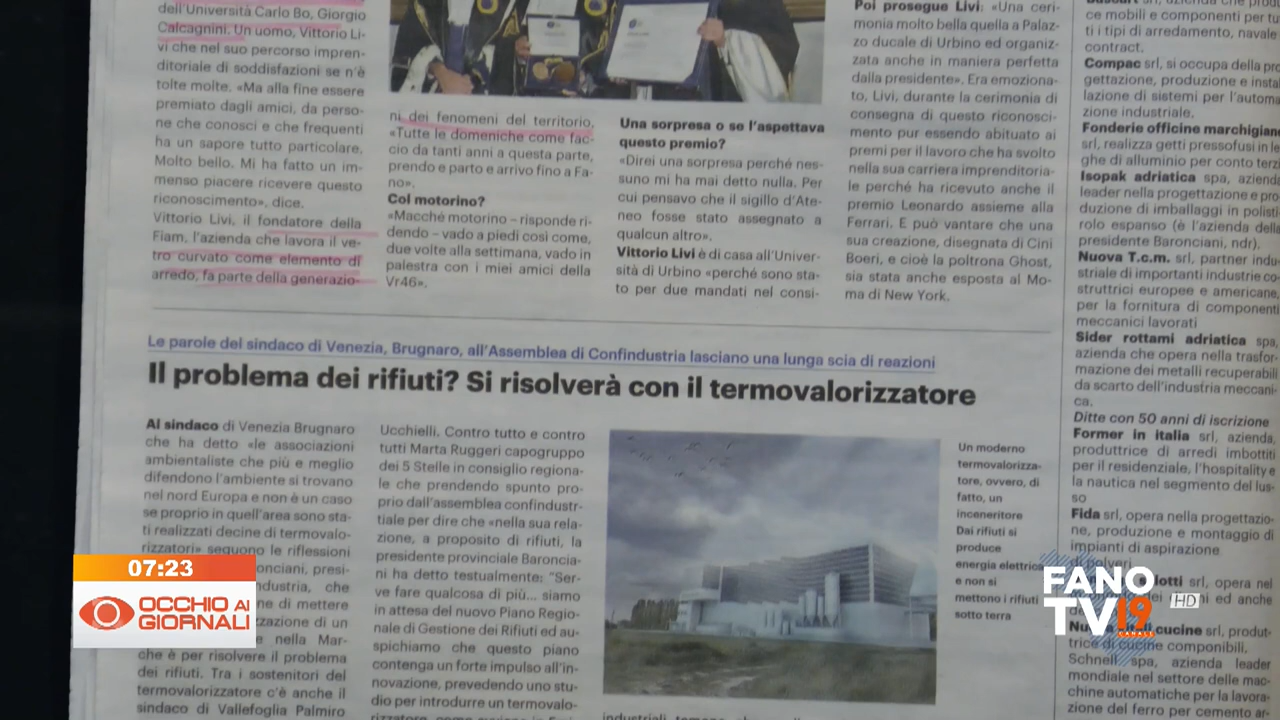 dell'Università Carlo Bo, Giorgio
Calcagnini. Un uomo, Vittorio Li-
vi che nel suo percorso impren-
ditoriale di soddisfazioni se n'è
tolte molte. «Ma alla fine essere
premiato dagli amici, da perso-
ne che conosci e che frequenti
ha un sapore tutto particolare.
Molto bello. Mi ha fatto un im-
menso piacere ricevere questo
riconoscimento», dice.
Vittorio Livi, il fondatore della
Fiam, l'azienda che lavora il ve-
tro curvato come elemento di
arredo, fa parte della generazio-
ni dei fenomeni del territorio.
«Tutte le domeniche come fac-
cio da tanti anni a questa parte,
prendo e parto e arrivo fino a Fa-
no».
Col motorino?
«Macché motorino – risponde ri-
dendo – vado a piedi così come,
due volte alla settimana, vado in
palestra con i miei amici della
Vr46».
Una sorpresa o se l'aspettava
questo premio?
«Direi una sorpresa perché nes-
suno mi ha mai detto nulla. Per
cui pensavo che il sigillo d'Ate-
neo fosse stato assegnato a
qualcun altro».
Vittorio Livi è di casa all'Univer-
sità di Urbino «perché sono sta-
to per due mandati nel consi-
Poi prosegue Livi: «Una ceri-
monia molto bella quella a Palaz-
zo ducale di Urbino ed organiz-
zata anche in maniera perfetta
dalla presidente». Era emoziona-
to, Livi, durante la cerimonia di
consegna di questo riconosci-
mento pur essendo abituato ai
premi per il lavoro che ha svolto
nella sua carriera imprenditoria-
le perché ha ricevuto anche il
premio Leonardo assieme alla
Ferrari. E può vantare che una
sua creazione, disegnata di Cini
Boeri, e cioè la poltrona Ghost,
sia stata anche esposta al Mo-
ma di New York.
ce mobili e componenti per tu
ti i tipi di arredamento, navale
contract.
Compac srl, si occupa della pro
gettazione, produzione e instal
lazione di sistemi per l'automa
zione industriale.
Fonderie officine marchigian
srl, realizza getti pressofusi in le
ghe di alluminio per conto terz
Isopak adriatica spa, azienda
leader nella progettazione e pro
duzione di imballaggi in polisti
rolo espanso (è l'azienda della
presidente Baronciani, ndr).
Nuova T.c.m. srl, partner indu
striale di importanti industrie co-
struttrici europee e americane,
per la fornitura di componenti
meccanici lavorati
Sider rottami adriatica spa,
azienda che opera nella trasfor-
mazione dei metalli recuperabili
da scarto dell'industria meccani-
ca.
Ditte con 50 anni di iscrizione
Former in italia srl, azienda
produttrice di arredi imbottiti
per il residenziale, l'hospitality e
la nautica nel segmento del lus-
so
Fida srl, opera nella progettazio-
ne, produzione e montaggio di
impianti di aspirazione
di polveri
lotti srl, opera nel
ed anche
cucine srl, produt-
trice di cucine componibili.
Schnell spa, azienda leader
mondiale nel settore delle mac-
chine automatiche per la lavora-
zione del ferro per cemento ar-
Le parole del sindaco di Venezia, Brugnaro, all'Assemblea di Confindustria lasciano una lunga scia di reazioni
Il problema dei rifiuti? Si risolverà con il termovalorizzatore
Al sindaco di Venezia Brugnaro
che ha detto «le associazioni
ambientaliste che più e meglio
difendono l'ambiente si trovano
nel nord Europa e non è un caso
se proprio in quell'area sono sta-
ti realizzati decine di termovalo-
rizzatori» seguono le riflessioni
onciani, presi-
dustria, che
ne di mettere
zzazione di un
e nella Mar-
che è per risolvere il problema
dei rifiuti. Tra i sostenitori del
termovalorizzatore c'è anche il
sindaco di Vallefoglia Palmiro
Ucchielli. Contro tutto e contro
tutti Marta Ruggeri capogruppo
dei 5 Stelle in consiglio regiona-
le che prendendo spunto pro-
prio dall'assemblea confindustr-
tiale per dire che «nella sua rela-
zione, a proposito di rifiuti, la
presidente provinciale Baroncia-
ni ha detto testualmente: "Ser-
ve fare qualcosa di più... siamo
in attesa del nuovo Piano Regio-
nale di Gestione dei Rifiuti ed au-
spichiamo che questo piano
contenga un forte impulso all'in-
novazione, prevedendo uno stu-
dio per introdurre un termovalo-
Un moderno
termovalorizza-
tore, ovvero, di
fatto, un
inceneritore
Dai rifiuti si
produce
energia elettrica
e non si
mettono i rifiuti
sotto terra
07:23
OCCHIO AI
GIORNALI
FANO
TV 19
HD